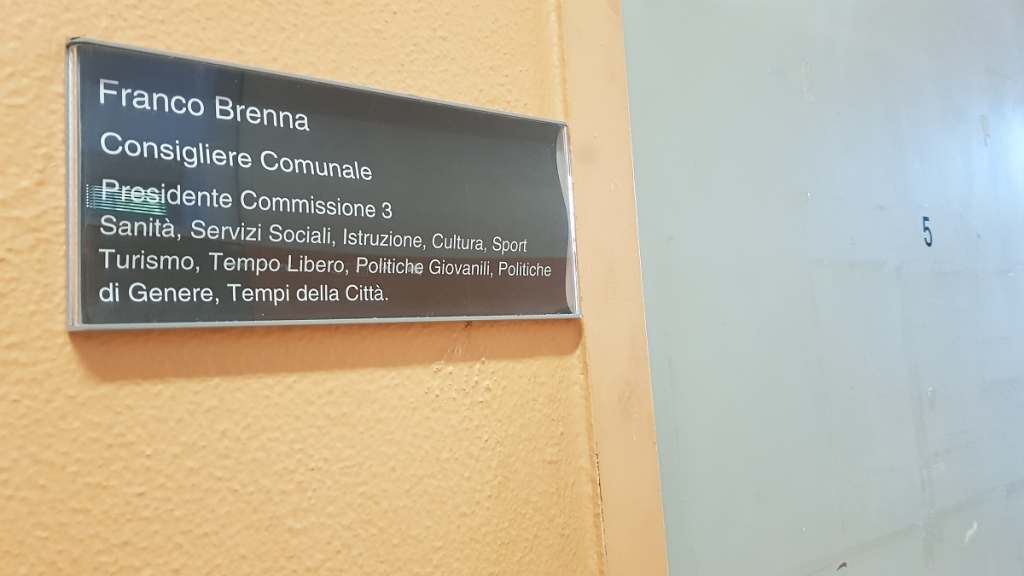 Franco Brenna
Consigliere Comunale
Presidente Commissione 3
Sanità, Servizi Sociali, Istruzione, Cultura, Sport
Turismo, Tempo Libero, Politiche Giovanili, Politiche
di Genere, Tempi della Città.
5